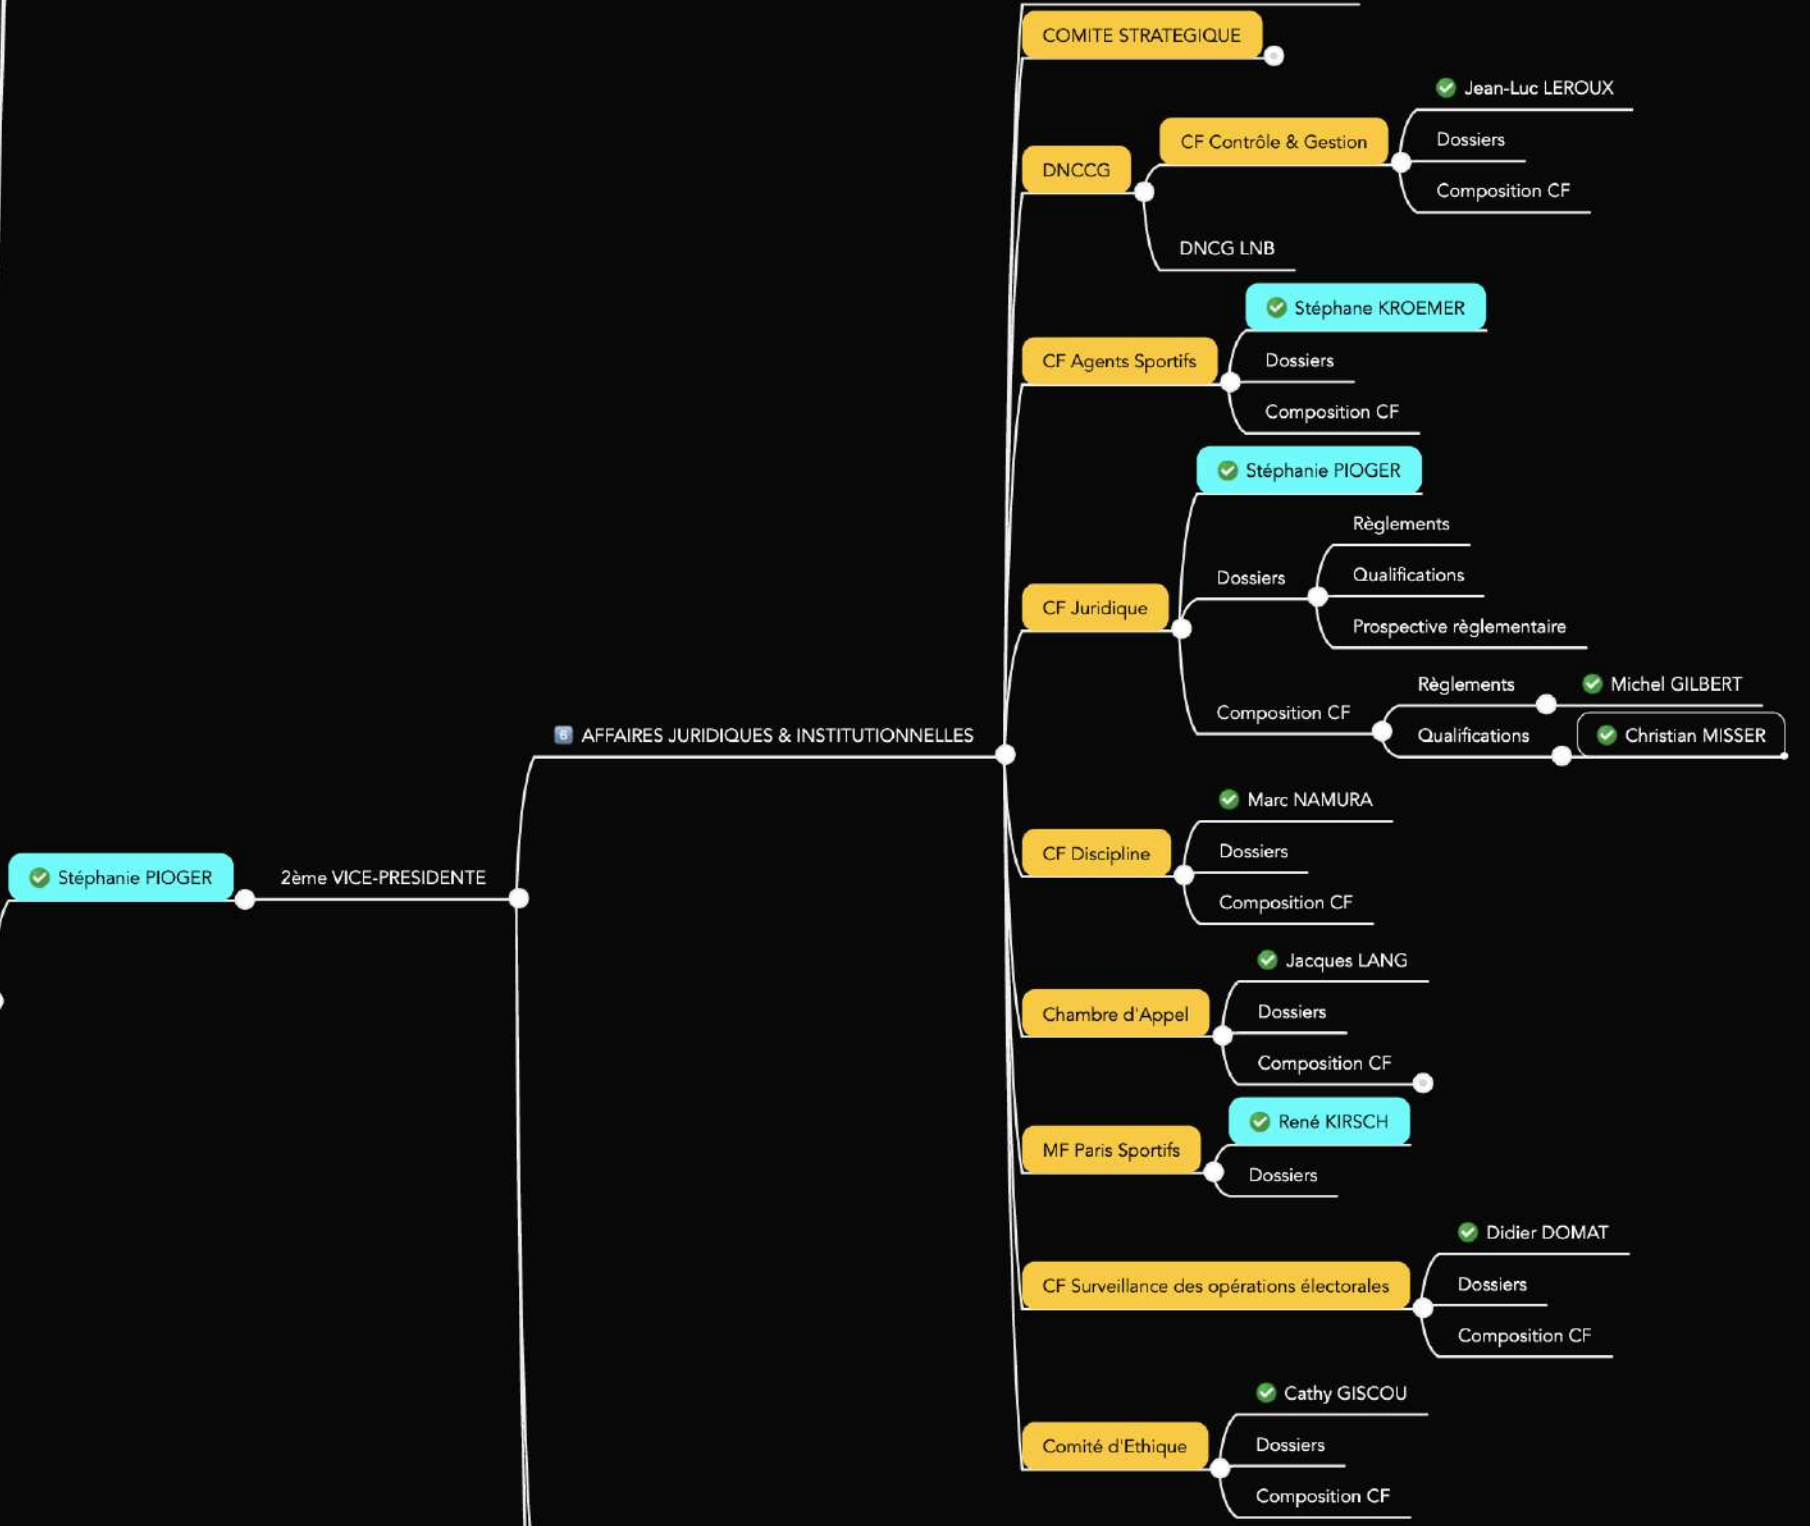 COMITE STRATEGIQUE
Jean-Luc LEROUX
CF Contrôle & Gestion
Dossiers
DNCCG
Composition CF
DNCG LNB
Stéphane KROEMER
CF Agents Sportifs
Dossiers
Composition CF
Stéphanie PIOGER
Règlements
Dossiers
Qualifications
CF Juridique
Prospective règlementaire
Règlements
Michel GILBERT
Composition CF
Qualifications
Christian MISSER
6 AFFAIRES JURIDIQUES & INSTITUTIONNELLES
Marc NAMURA
CF Discipline
Dossiers
Composition CF
Stéphanie PIOGER
2ème VICE-PRESIDENTE
Jacques LANG
Chambre d'Appel
Dossiers
Composition CF
René KIRSCH
MF Paris Sportifs
Dossiers
Didier DOMAT
CF Surveillance des opérations électorales
Dossiers
Composition CF
Cathy GISCOU
Comité d'Ethique
Dossiers
Composition CF